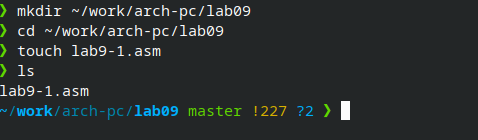 ❯ mkdir ~/work/arch-pc/lab09
❯ cd ~/work/arch-pc/lab09
❯ touch lab9-1.asm
❯ ls
lab9-1.asm
~/work/arch-pc/lab09 master !227 ?2 ❯